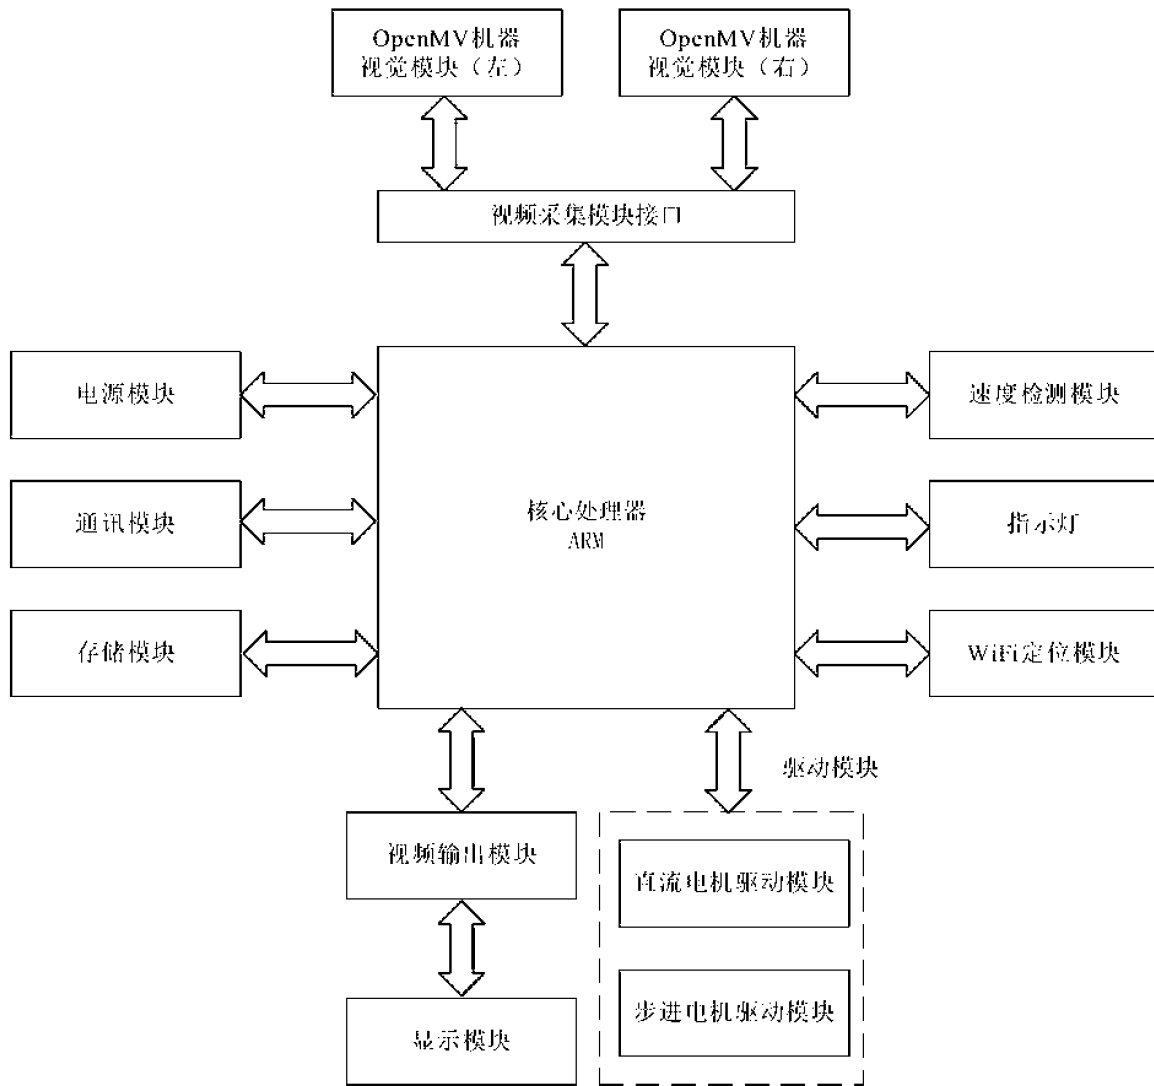 OpenMV机器
视觉模块（左）
OpenMV机器
视觉模块（右）
视频采集模块接口
电源模块
速度检测模块
通讯模块
核心处理器
ARM
指示灯
存储模块
WiFi定位模块
驱动模块
视频输出模块
直流电机驱动模块
步进电机驱动模块
显示模块